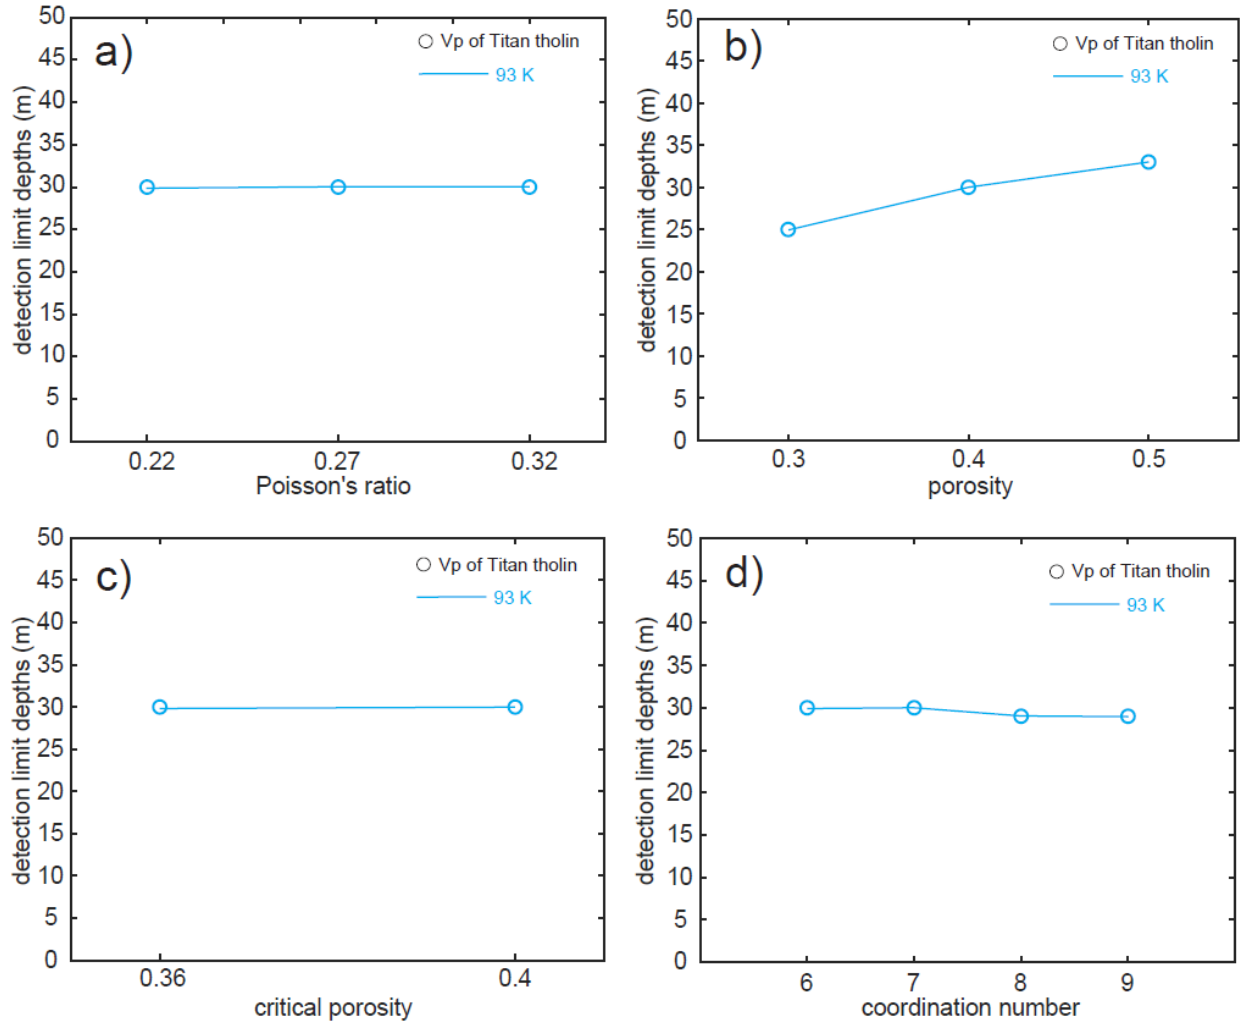 a)
Vp of Titan tholin
93 K
50
45
40
35
30
25
20
15
10
5
0
detection limit depths (m)
0.22 0.27 0.32
Poisson's ratio
b)
Vp of Titan tholin
93 K
50
45
40
35
30
25
20
15
10
5
0
detection limit depths (m)
0.3 0.4 0.5
porosity
c)
Vp of Titan tholin
93 K
50
45
40
35
30
25
20
15
10
5
0
detection limit depths (m)
0.36 0.4
critical porosity
d)
Vp of Titan tholin
93 K
50
45
40
35
30
25
20
15
10
5
0
detection limit depths (m)
6 7 8 9
coordination number